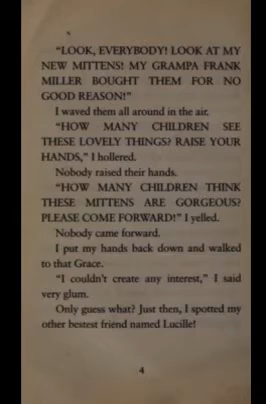 "LOOK, EVERYBODY! LOOK AT MY
NEW MITTENS! MY GRAMPA FRANK
MILLER BOUGHT THEM FOR NO
GOOD REASON!"
I waved them all around in the air.
"HOW MANY CHILDREN SEE
THESE LOVELY THINGS? RAISE YOUR
HANDS," I hollered.
Nobody raised their hands.
"HOW MANY CHILDREN THINK
THESE MITTENS ARE GORGEOUS?
PLEASE COME FORWARD!" I yelled.
Nobody came forward.
I put my hands back down and walked
to that Grace.
"I couldn't create any interest," I said
very glum.
Only guess what? Just then, I spotted my
other bestest friend named Lucille!
4